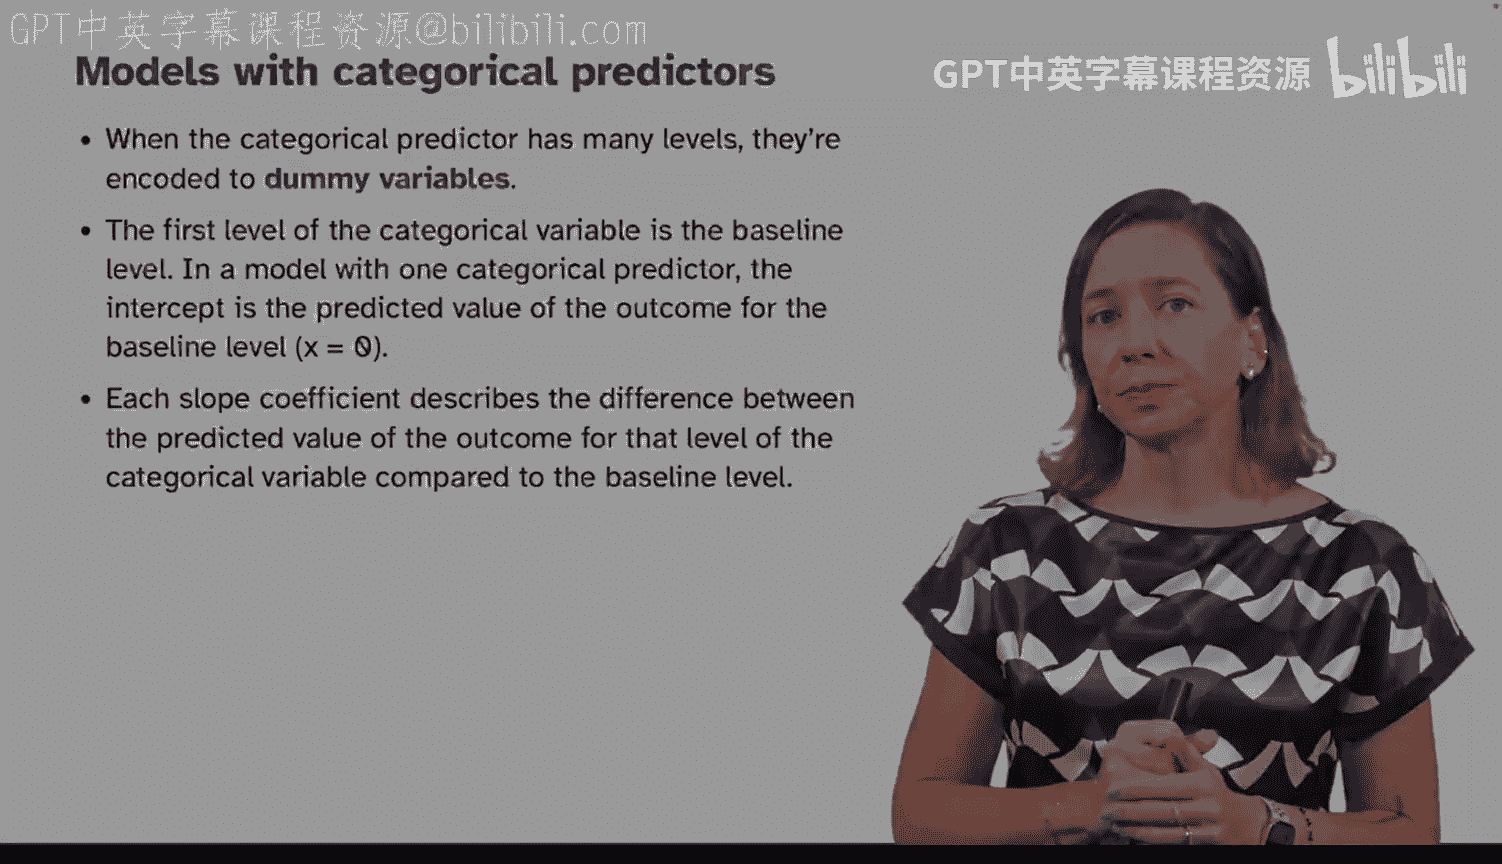 GPT中英字幕课程资源@bilibili.com
Models with categorical predictors
GPT中英字幕课程资源 bilibili
• When the categorical predictor has many levels, they're
encoded to dummy variables.
• The first level of the categorical variable is the baseline
level. In a model with one categorical predictor, the
intercept is the predicted value of the outcome for the
baseline level (x = 0).
• Each slope coefficient describes the difference between
the predicted value of the outcome for that level of the
categorical variable compared to the baseline level.